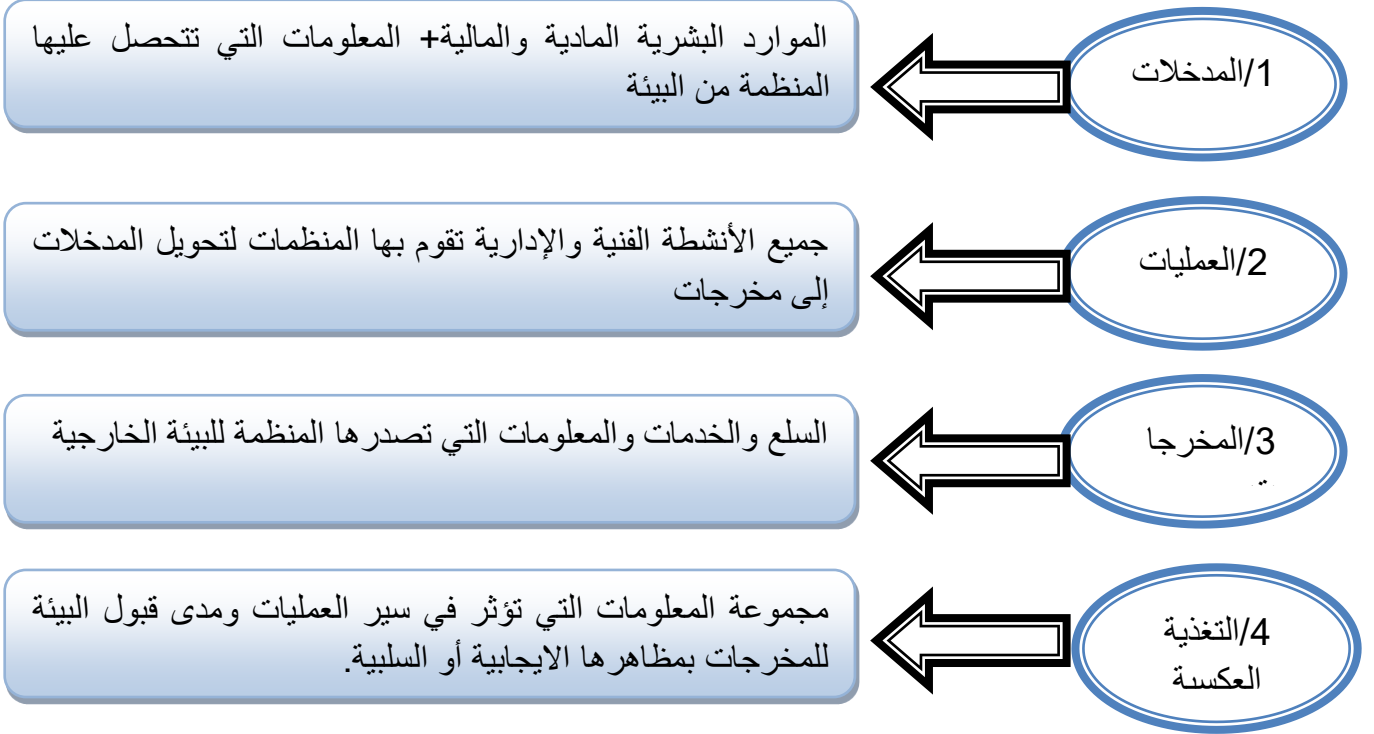 1/المدخلات
الموارد البشرية المادية والمالية+ المعلومات التي تتحصل عليها
المنظمة من البيئة
2/العمليات
جميع الأنشطة الفنية والإدارية تقوم بها المنظمات لتحويل المدخلات
إلى مخرجات
3/المخرجا
السلع والخدمات والمعلومات التي تصدرها المنظمة للبيئة الخارجية
4/التغذية
العكسية
مجموعة المعلومات التي تؤثر في سير العمليات ومدى قبول البيئة
للمخرجات بمظاهرها الايجابية أو السلبية.